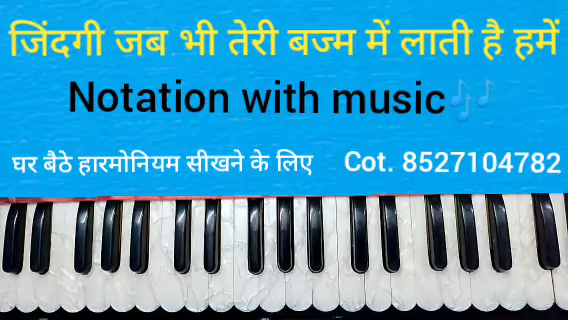 जिंदगी जब भी तेरी बज्म में लाती है हमें
Notation with music🎶
घर बैठे हारमोनियम सीखने के लिए Cot. 8527104782